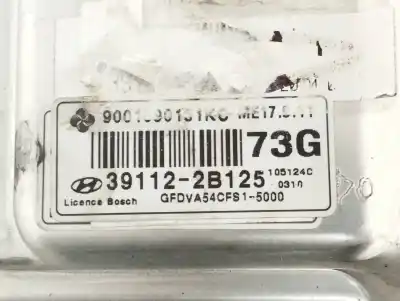 9001090131KC ME17.9.11
73G
39112-2B125
105124C
0310
Licence Bosch
GFDVA54CFS1-5000